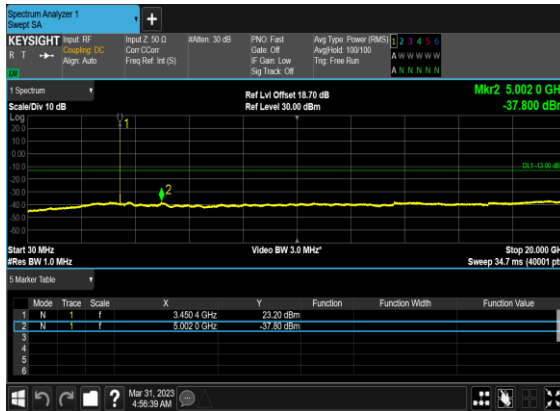 Spectrum Analyzer 1
Swept SA
+
KEYSIGHT Input: RF Input Z: 50 Ω #Atten: 30 dB PNO: Fast Avg Type: Power (RMS) 1 2 3 4 5 6
R T Coupling: DC Corr CCorr Gate: Off Avg|Hold: 100/100 A W W W W W
Align: Auto Freq Ref: Int (S) IF Gain: Low Trig: Free Run
Sig Track: Off A N N N N N
1 Spectrum
Scale/Div 10 dB Ref Lvl Offset 18.70 dB Mkr2 5.002 0 GHz
Ref Level 30.00 dBm -37.800 dBm
Log
20.0
10.0
0.00
-10.0
-20.0
-30.0
-40.0
-50.0
-60.0
1
2
DL1 -13.00 dB
Start 30 MHz Video BW 3.0 MHz* Stop 20.000 GH
#Res BW 1.0 MHz Sweep 34.7 ms (40001 pt
5 Marker Table
Mode Trace Scale X Y Function Function Width Function Value
1 N 1 f 3.450 4 GHz 23.20 dBm
2 N 1 f 5.002 0 GHz -37.80 dBm
3
4
5
6
? Mar 31, 2023
4:56:39 AM